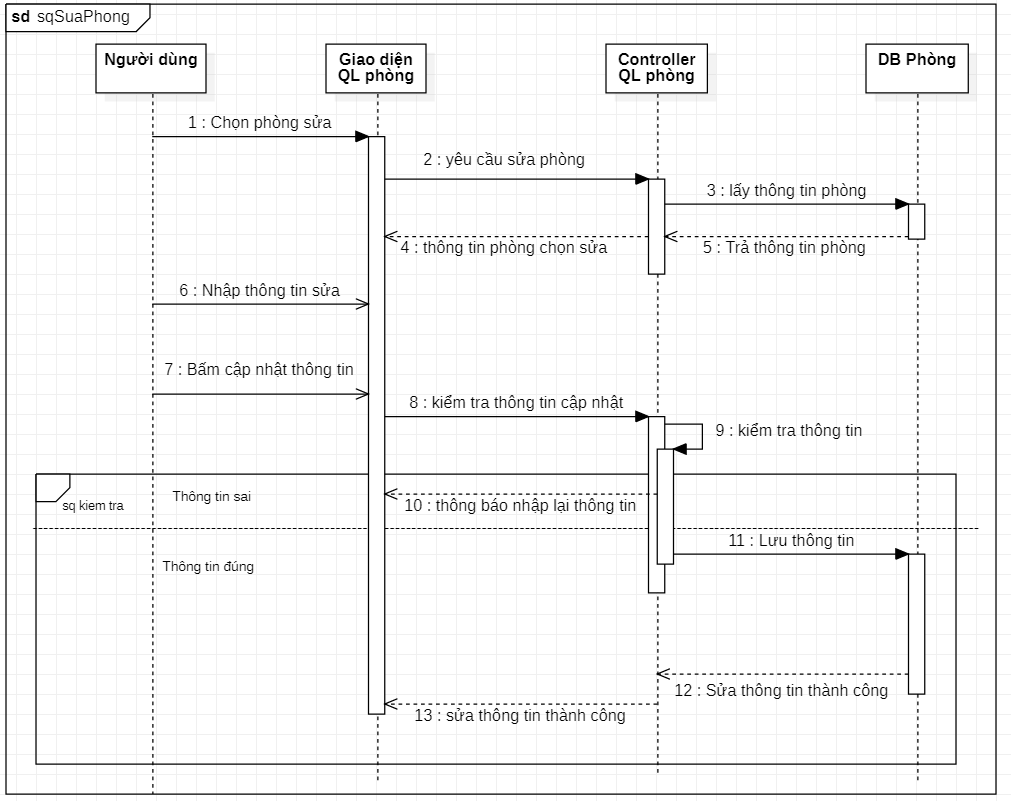 sd sqSuaPhong
Người dùng
Giao diện
QL phòng
Controller
QL phòng
DB Phòng
1 : Chọn phòng sửa
2 : yêu cầu sửa phòng
3 : lấy thông tin phòng
4 : thông tin phòng chọn sửa
5 : Trả thông tin phòng
6 : Nhập thông tin sửa
7 : Bấm cập nhật thông tin
8 : kiểm tra thông tin cập nhật
9 : kiểm tra thông tin
sq kiem tra
Thông tin sai
10 : thông báo nhập lại thông tin
11 : Lưu thông tin
Thông tin đúng
12 : Sửa thông tin thành công
13 : sửa thông tin thành công